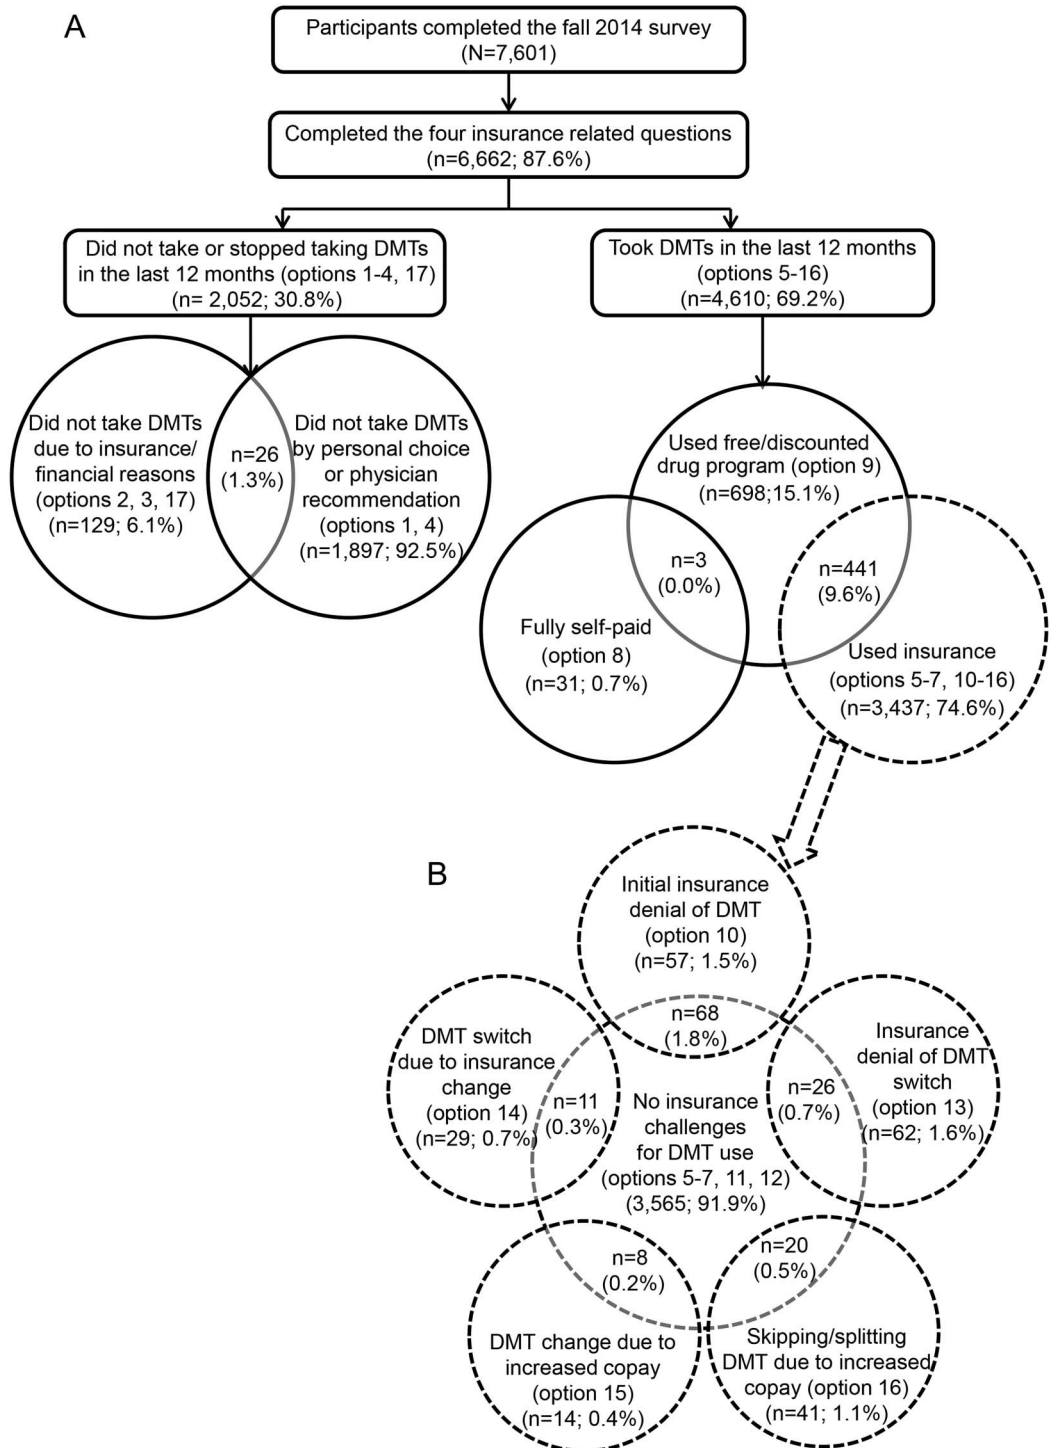 A
Participants completed the fall 2014 survey
(N=7,601)
Completed the four insurance related questions
(n=6,662; 87.6%)
Did not take or stopped taking DMTs
in the last 12 months (options 1-4, 17)
(n= 2,052; 30.8%)
Took DMTs in the last 12 months
(options 5-16)
(n=4,610; 69.2%)
Did not take DMTs
due to insurance/
financial reasons
(options 2, 3, 17)
(n=129; 6.1%)
n=26
(1.3%)
Did not take DMTs
by personal choice
or physician
recommendation
(options 1, 4)
(n=1,897; 92.5%)
Used free/discounted
drug program (option 9)
(n=698;15.1%)
n=3
(0.0%)
n=441
(9.6%)
Fully self-paid
(option 8)
(n=31; 0.7%)
Used insurance
(options 5-7, 10-16)
(n=3,437; 74.6%)
B
Initial insurance
denial of DMT
(option 10)
(n=57; 1.5%)
n=68
(1.8%)
DMT switch
due to insurance
change
(option 14)
(n=29; 0.7%)
n=11
(0.3%)
No insurance
challenges
for DMT use
(options 5-7, 11, 12)
(3,565; 91.9%)
n=26
(0.7%)
Insurance
denial of DMT
switch
(option 13)
(n=62; 1.6%)
n=8
(0.2%)
n=20
(0.5%)
DMT change due to
increased copay
(option 15)
(n=14; 0.4%)
Skipping/splitting
DMT due to increased
copay (option 16)
(n=41; 1.1%)